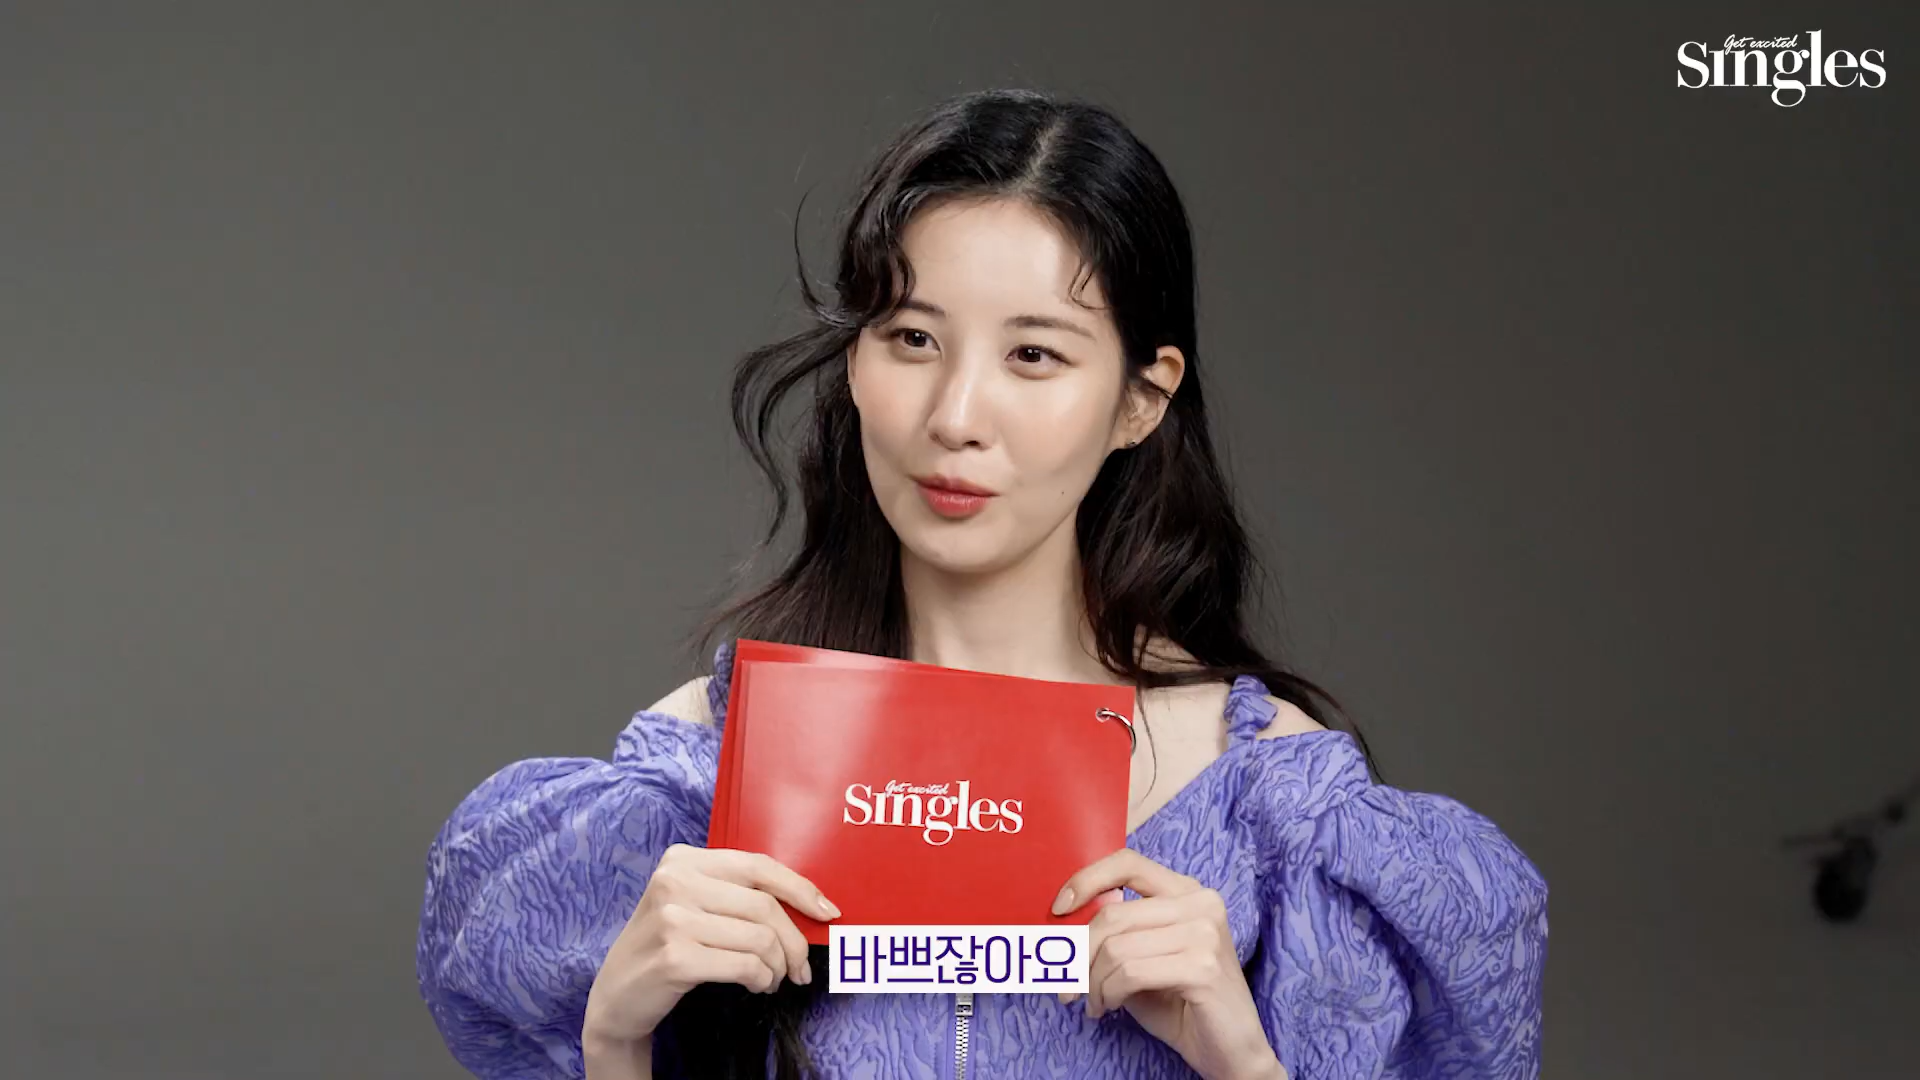 Get excited
Singles
Get excited
Singles
바쁘잖아요